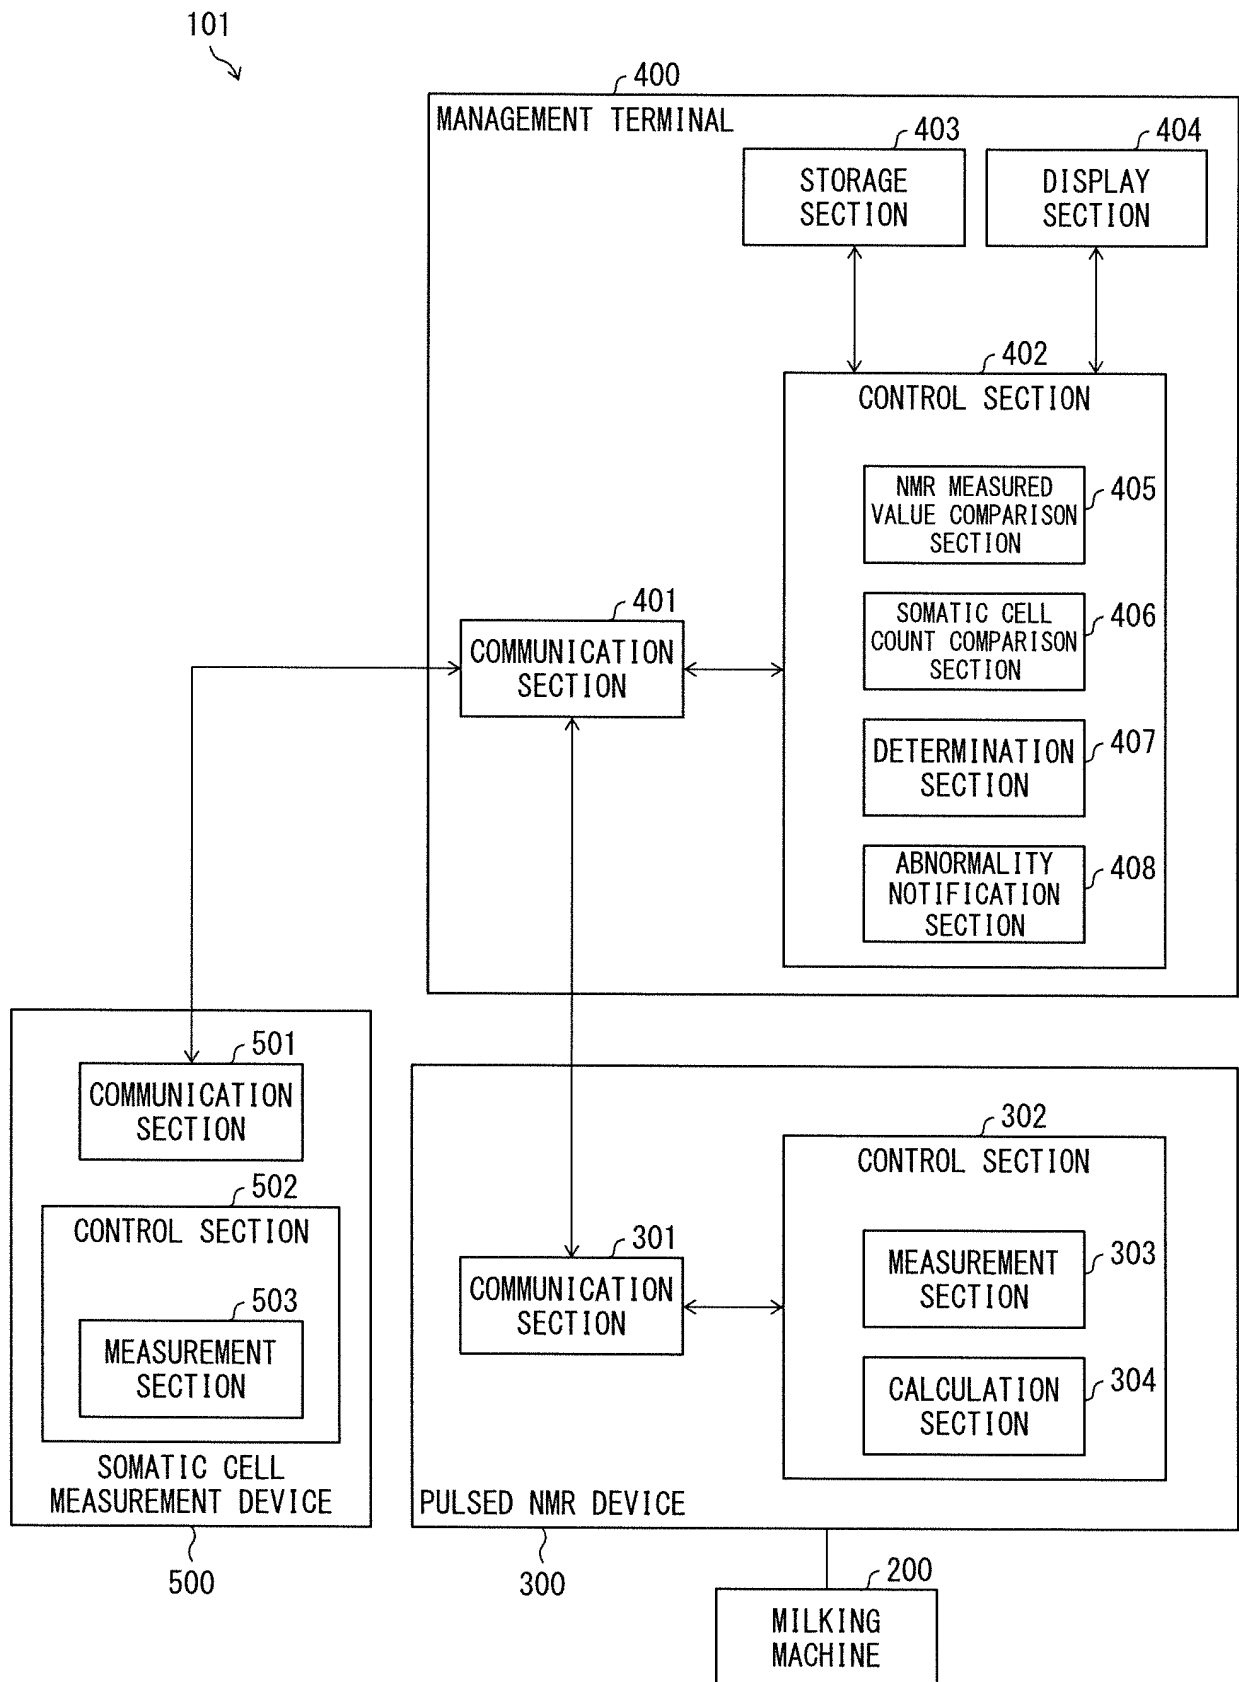 101
400
MANAGEMENT TERMINAL
403
STORAGE
SECTION
404
DISPLAY
SECTION
402
CONTROL SECTION
NMR MEASURED
VALUE COMPARISON
SECTION
405
SOMATIC CELL
COUNT COMPARISON
SECTION
406
DETERMINATION
SECTION
407
ABNORMALITY
NOTIFICATION
SECTION
408
401
COMMUNICATION
SECTION
501
COMMUNICATION
SECTION
502
CONTROL SECTION
503
MEASUREMENT
SECTION
SOMATIC CELL
MEASUREMENT DEVICE
500
302
CONTROL SECTION
301
COMMUNICATION
SECTION
MEASUREMENT
SECTION
303
CALCULATION
SECTION
304
PULSED NMR DEVICE
300
200
MILKING
MACHINE